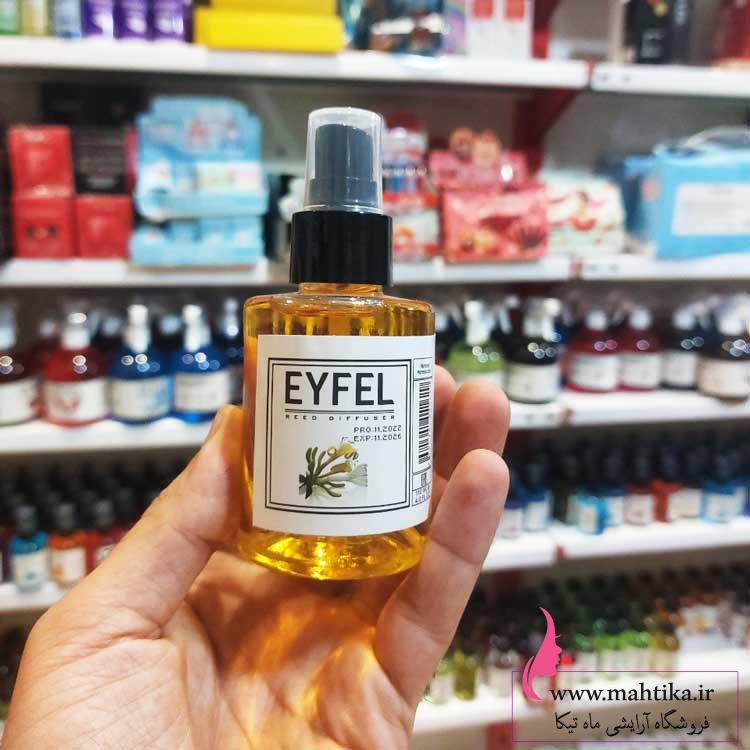 EYFEL
REED DIFFUSER
PRO:11.2022
EXP:11.2026
www.mahtika.ir
فروشگاه آرایشی ماه تیکا